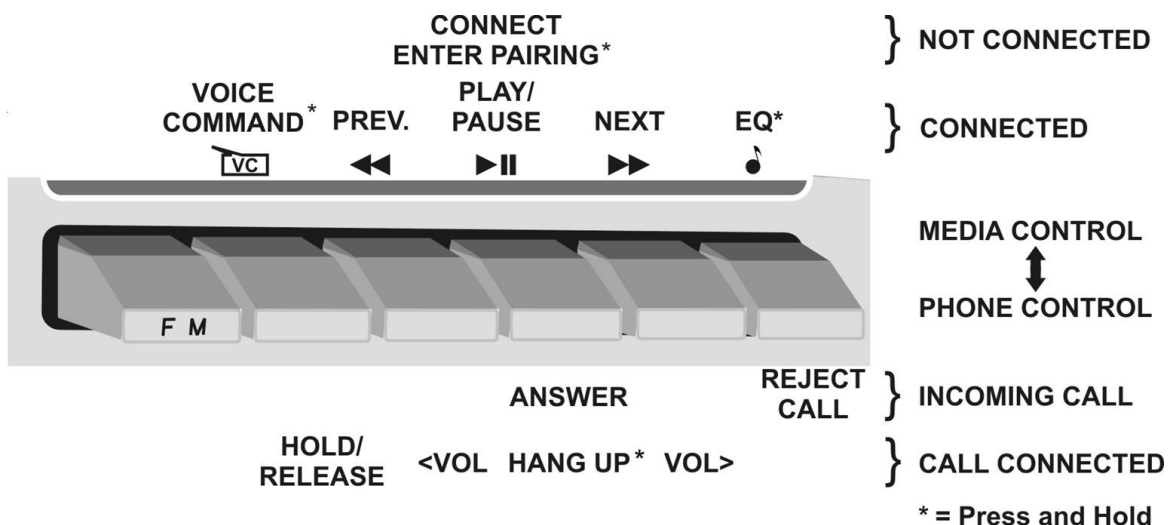 CONNECT
ENTER PAIRING*
} NOT CONNECTED
VOICE
COMMAND*
PREV.
PLAY/
PAUSE
NEXT
EQ*
} CONNECTED
VC
MEDIA CONTROL
PHONE CONTROL
F M
ANSWER
REJECT
CALL
} INCOMING CALL
HOLD/
RELEASE
<VOL
HANG UP*
VOL>
} CALL CONNECTED
* = Press and Hold